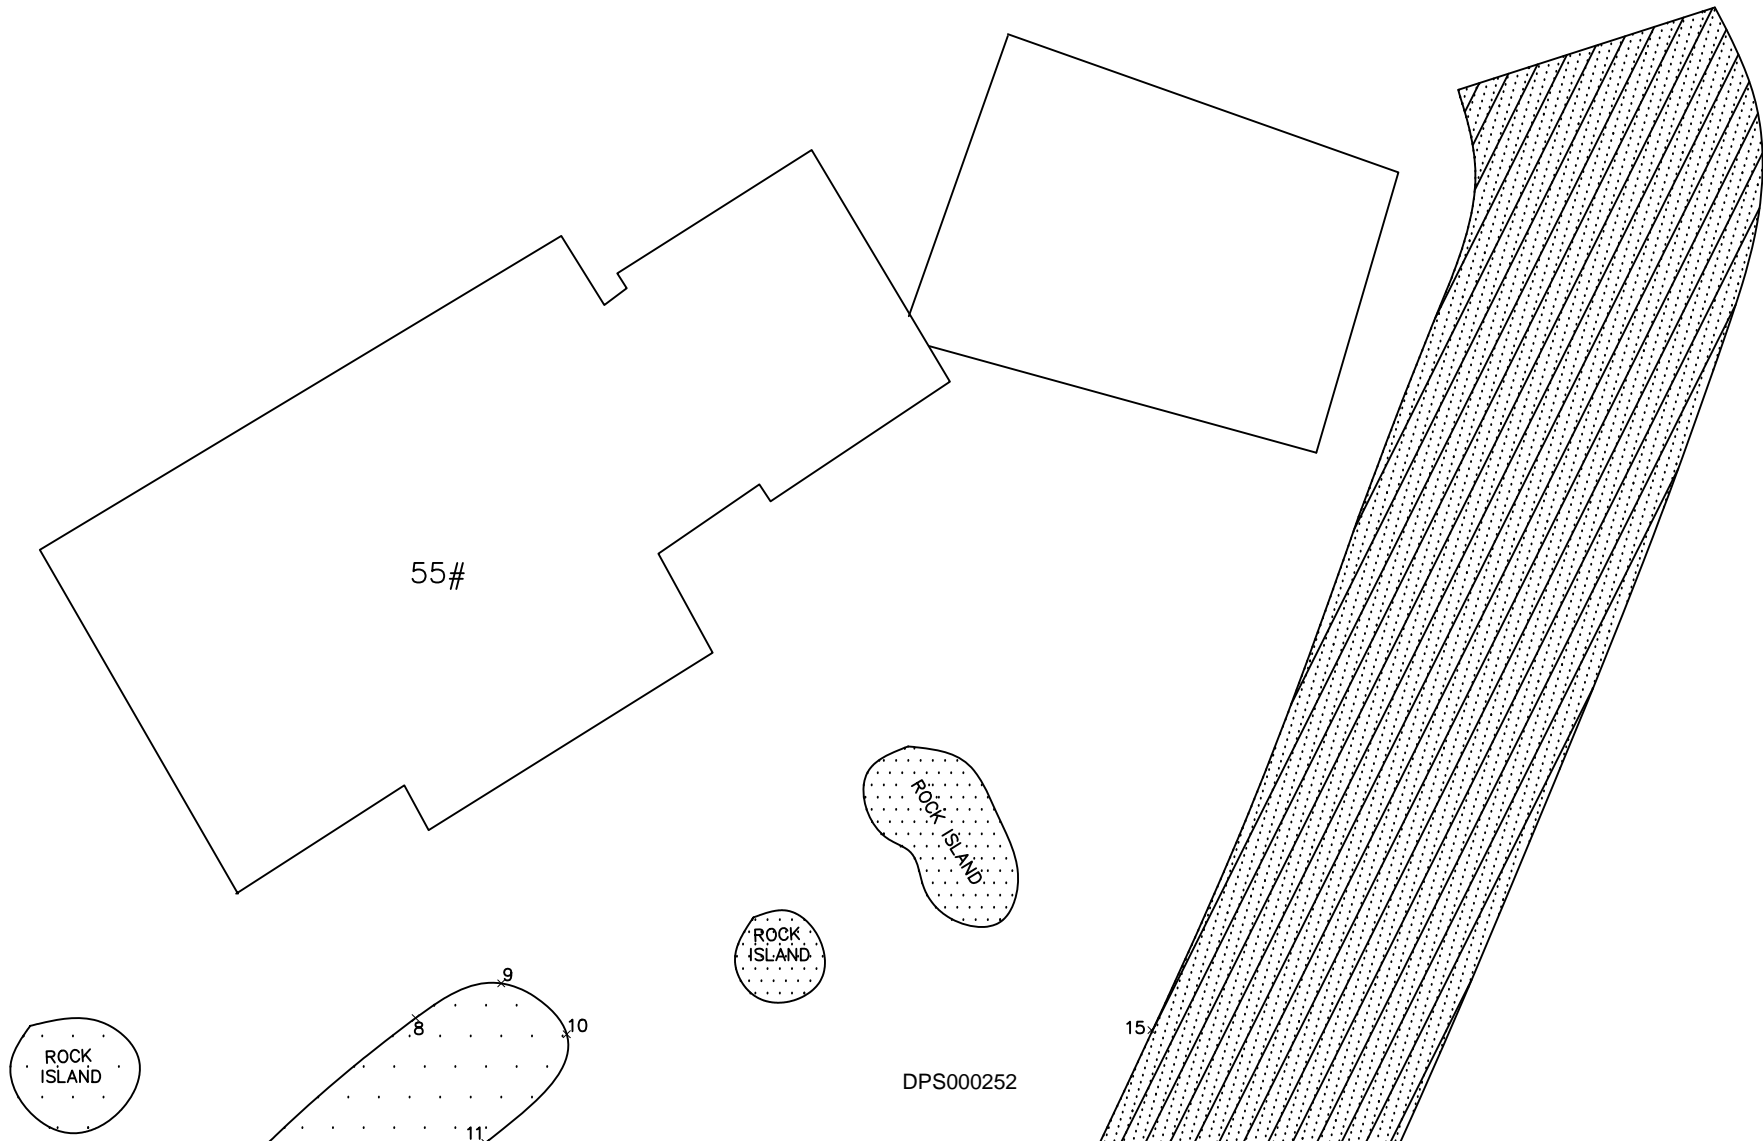 55#
ROCK ISLAND
ROCK
ISLAND
9
8
10
15
ROCK
ISLAND
DPS000252
11